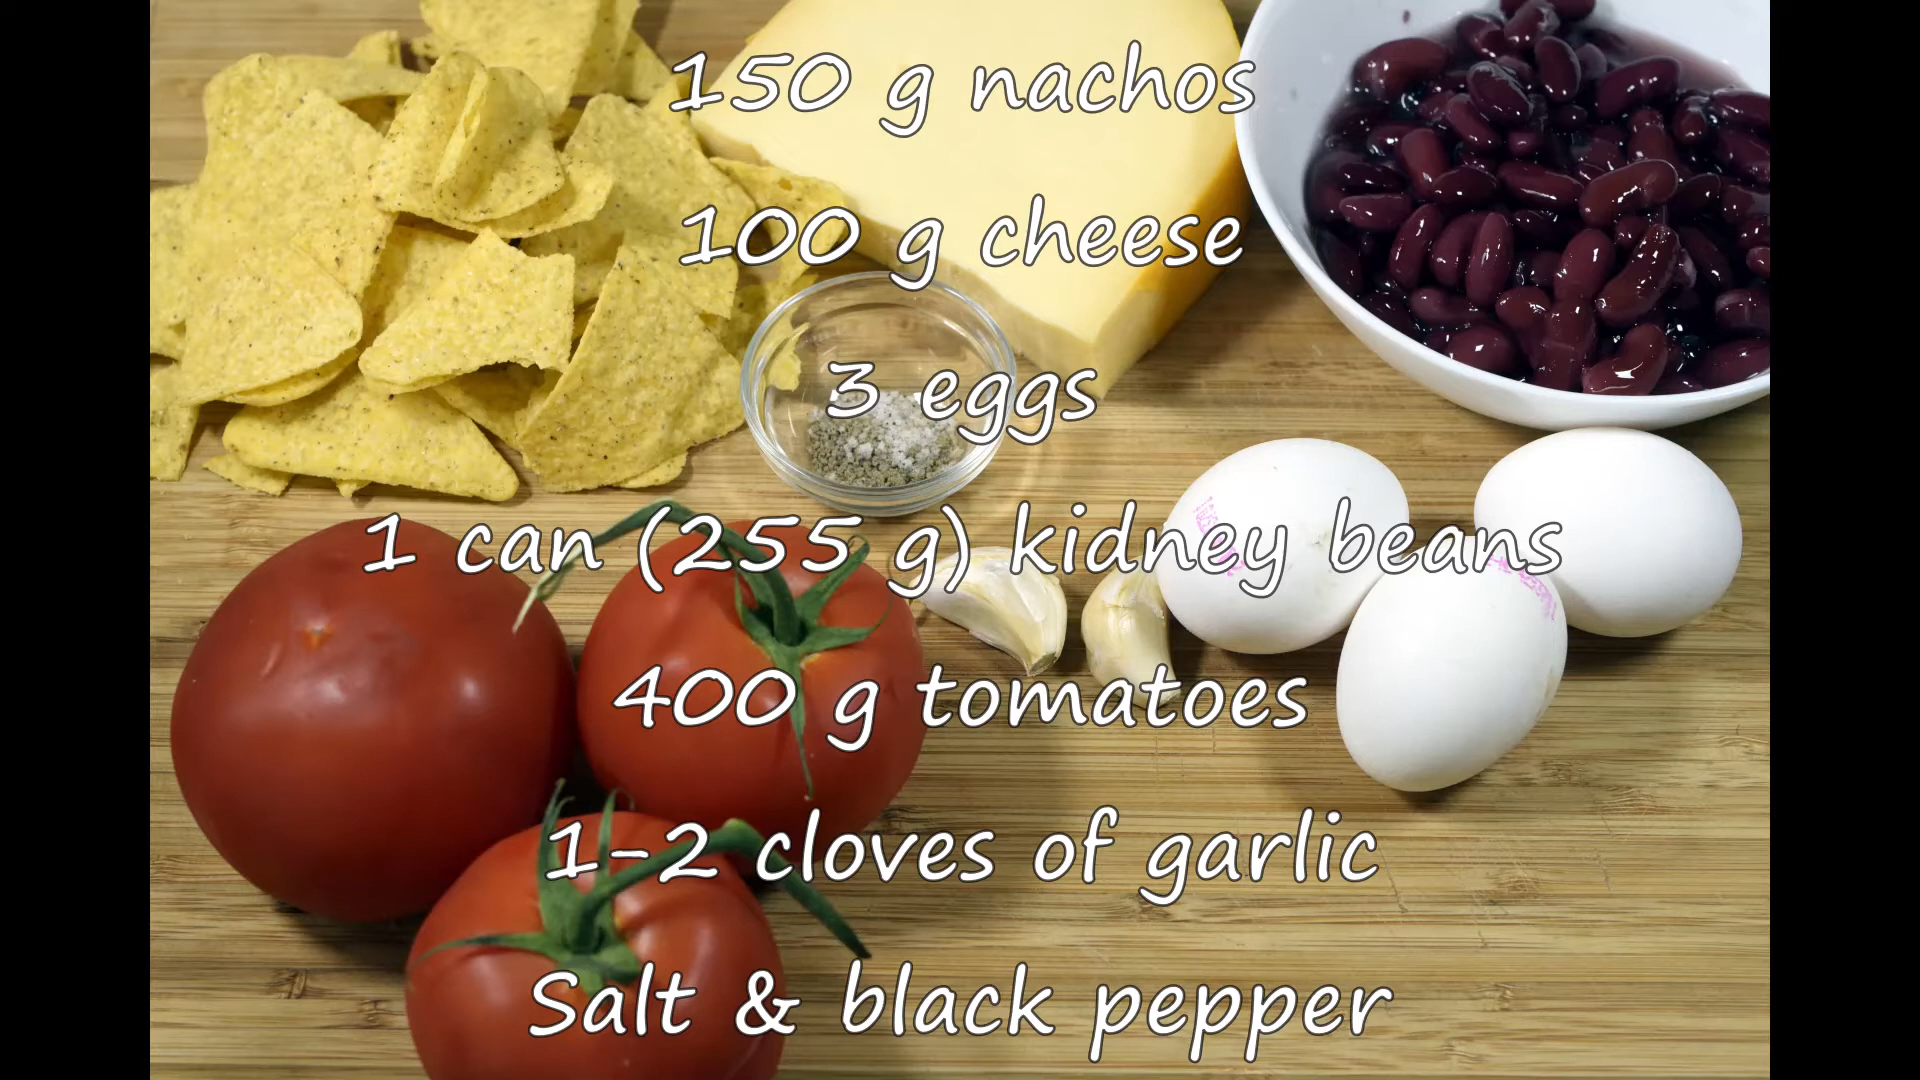 150 g nachos
100 g cheese
3 eggs
1 can (255 g) kidney beans
400 g tomatoes
1-2 cloves of garlic
Salt & black pepper